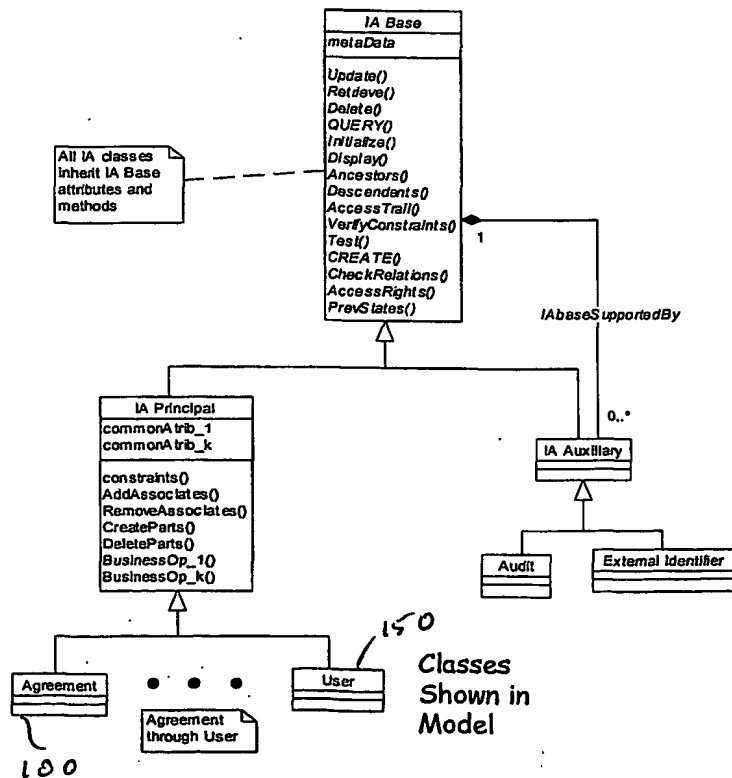 IA Base
metaData
Update()
Retrieve()
Delete()
QUERY()
Initialize()
Display()
Ancestors()
Descendents()
AccessTrail()
VerifyConstraints()
Test()
CREATE()
CheckRelations()
AccessRights()
PrevStates()
All IA classes
inherit IA Base
attributes and
methods
1
IAbaseSupportedBy
0..*
IA Principal
commonAtrib_1
commonAtrib_k
constraints()
AddAssociates()
RemoveAssociates()
CreateParts()
DeleteParts()
BusinessOp_1()
BusinessOp_k()
IA Auxiliary
Audit
External Identifier
150
Agreement
User
Classes
Shown in
Model
Agreement
through User
100